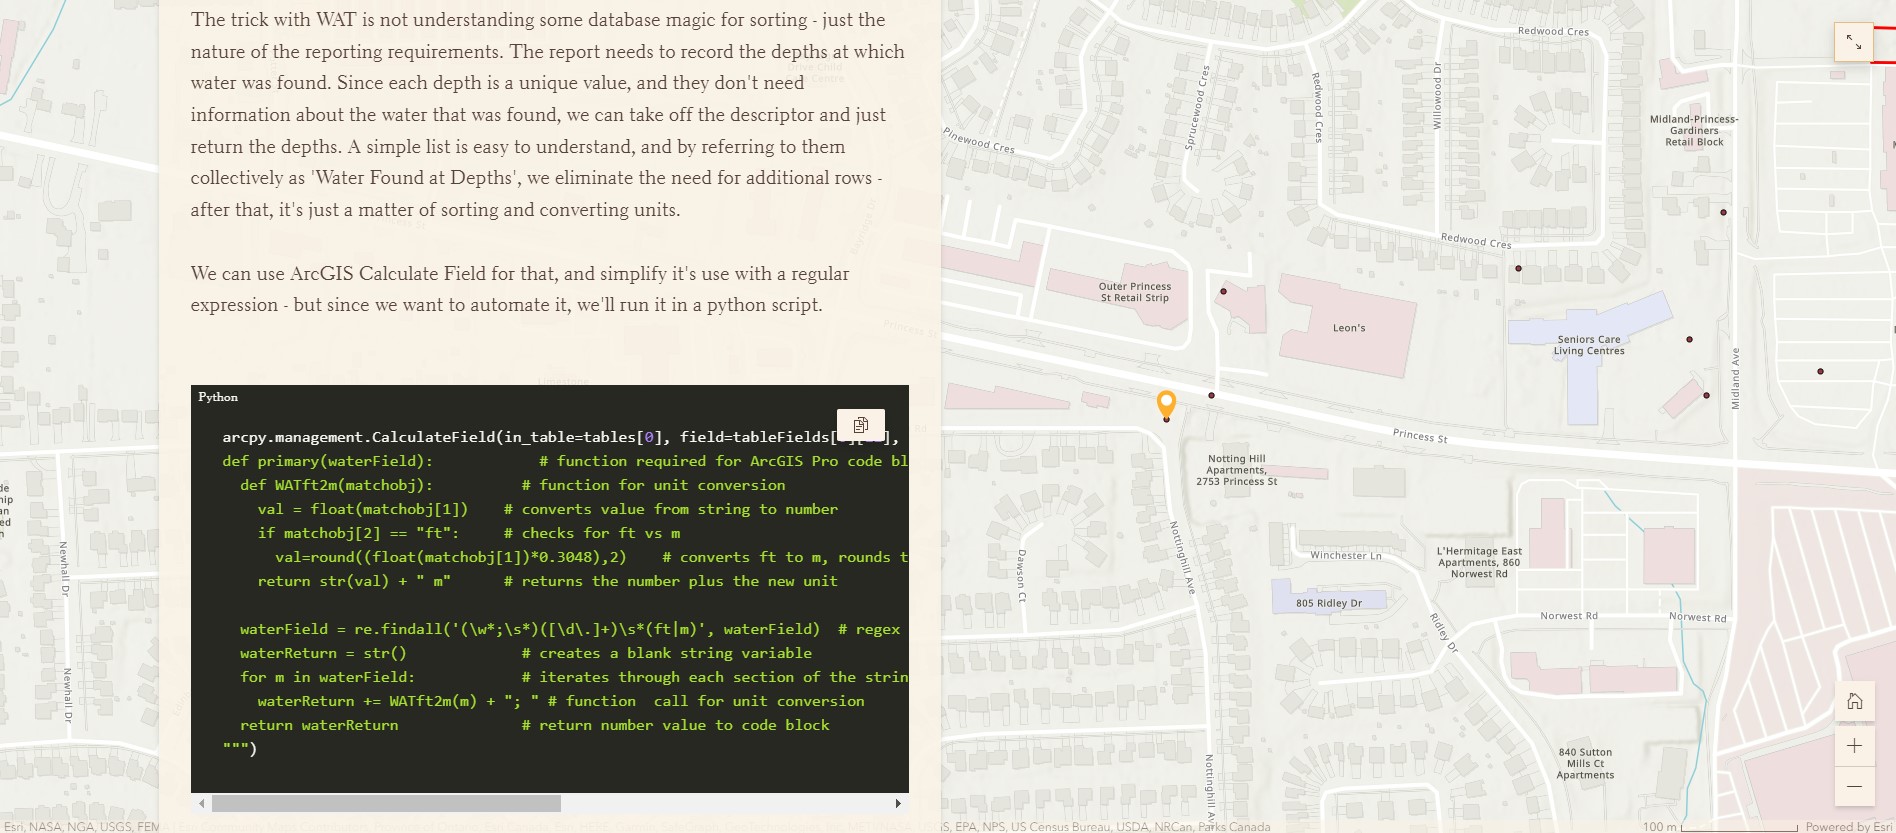 The trick with WAT is not understanding some database magic for sorting - just the
nature of the reporting requirements. The report needs to record the depths at which
water was found. Since each depth is a unique value, and they don't need
information about the water that was found, we can take off the descriptor and just
return the depths. A simple list is easy to understand, and by referring to them
collectively as 'Water Found at Depths', we eliminate the need for additional rows -
after that, it's just a matter of sorting and converting units.
We can use ArcGIS Calculate Field for that, and simplify it's use with a regular
expression - but since we want to automate it, we'll run it in a python script.
Python
arcpy.management.CalculateField(in_table=tables[0], field=tableFields[
def primary(waterField):            # function required for ArcGIS Pro code bl
  def WATft2m(matchobj):          # function for unit conversion
    val = float(matchobj[1])    # converts value from string to number
    if matchobj[2] == "ft":     # checks for ft vs m
      val=round((float(matchobj[1])*0.3048),2)    # converts ft to m, rounds t
    return str(val) + " m"      # returns the number plus the new unit
  waterField = re.findall('(\w*;\s*)([\d\.]+)\s*(ft|m)', waterField)  # regex
  waterReturn = str()             # creates a blank string variable
  for m in waterField:            # iterates through each section of the strin
    waterReturn += WATft2m(m) + "; " # function  call for unit conversion
  return waterReturn              # return number value to code block
""")
Redwood Cres
Sprucewood Cres
Redwood Cres
Willowood Dr
Pinewood Cres
Midland-Princess-
Gardiners
Retail Block
Redwood Cres
Outer Princess
St Retail Strip
Leon's
Seniors Care
Living Centres
Midland Ave
Princess St
Princess St
Limestone
Rd
Notting Hill
Apartments,
2753 Princess St
Nottinghill Ave
Dawson Ct
Winchester Ln
L'Hermitage East
Apartments, 860
Norwest Rd
805 Ridley Dr
Ridley Dr
Norwest Rd
Norwest Rd
Newhall Dr
Newhall Dr
Nottinghill Av
840 Sutton
Mills Ct
Apartments
Esri, NASA, NGA, USGS, FEM
S, EPA, NPS, US Census Bureau, USDA, NRCan, Parks Canada
100 m
Powered by Esri